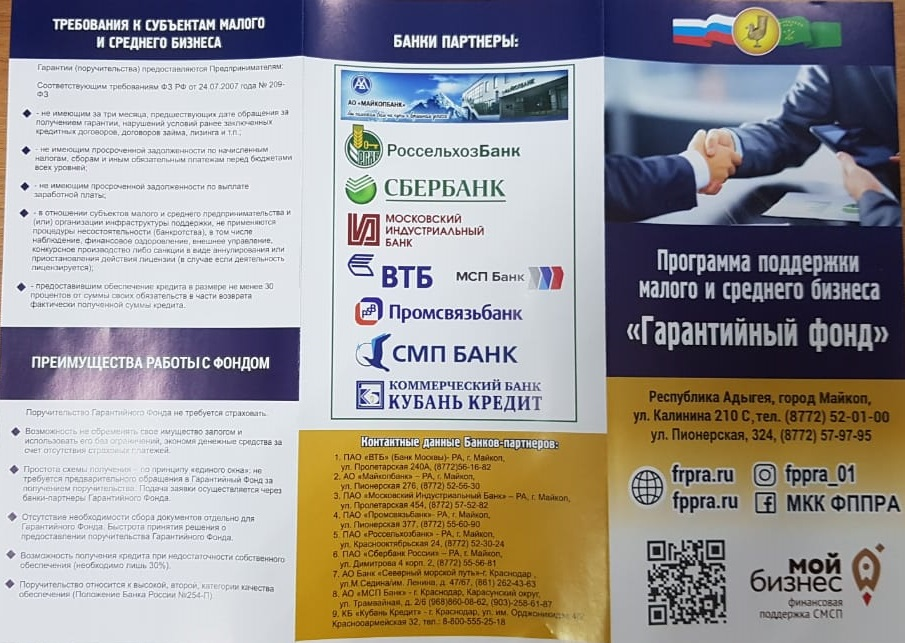 ТРЕБОВАНИЯ К СУБЪЕКТАМ МАЛОГО
И СРЕДНЕГО БИЗНЕСА
Гарантии (поручительства) предоставляются Предпринимателям:
Соответствующим требованиям ФЗ РФ от 24.07.2007 года № 209-
ФЗ
- не имеющим за три месяца, предшествующих дате обращения за
получением гарантии, нарушений условий ранее заключенных
кредитных договоров, договоров займа, лизинга и т.п.;
- не имеющим просроченной задолженности по начисленным
налогам, сборам и иным обязательным платежам перед бюджетами
всех уровней;
- не имеющим просроченной задолженности по выплате
заработной платы;
- в отношении субъектов малого и среднего предпринимательства и
(или) организации инфраструктуры поддержки, не применяются
процедуры несостоятельности (банкротства), в том числе
наблюдение, финансовое оздоровление, внешнее управление,
конкурсное производство либо санкции в виде аннулирования или
приостановления действия лицензии (в случае если деятельность
лицензируется);
- предоставившим обеспечение кредита в размере не менее 30
процентов от суммы своих обязательств в части возврата
фактически полученной суммы кредита.
ПРЕИМУЩЕСТВА РАБОТЫ С ФОНДОМ
Поручительство Гарантийного Фонда не требуется страховать.
Возможность не обременять свое имущество залогом и
использовать его без ограничений, экономя денежные средства за
счет отсутствия страховых платежей.
Простота схемы получения – по принципу «единого окна»: не
требуется предварительного обращения в Гарантийный Фонд за
получением поручительства. Подача заявки осуществляется через
банки-партнеры Гарантийного Фонда.
Отсутствие необходимости сбора документов отдельно для
Гарантийного Фонда. Быстрота принятия решения о
предоставлении поручительства Гарантийного Фонда.
Возможность получения кредита при недостаточности собственного
обеспечения (необходимо лишь 30%).
Поручительство относится к высокой, второй, категории качества
обеспечения (Положение Банка России №254-П).
БАНКИ ПАРТНЕРЫ:
АО «МАЙКОПБАНК»
МАЙКОПБАНК
РоссельхозБанк
СБЕРБАНК
МОСКОВСКИЙ
ИНДУСТРИАЛЬНЫЙ
БАНК
ВТБ МСП Банк
PSB Промсвязьбанк
СМП БАНК
КОММЕРЧЕСКИЙ БАНК
КУБАНЬ КРЕДИТ
Контактные данные Банков-партнеров:
1. ПАО «ВТБ» (Банк Москвы)- РА, г. Майкоп,
ул. Пролетарская 240А, (8772)56-16-82
2. АО «Майкопбанк» – РА, г. Майкоп,
ул. Пионерская 276, (8772) 52-56-30
3. ПАО «Московский Индустриальный Банк» – РА, г. Майкоп,
ул. Пролетарская 454, (8772) 57-52-82
4. ПАО «Промсвязьбанк»- РА, г. Майкоп,
ул. Пионерская 377, (8772) 55-60-90
5. ПАО «Россельхозбанк» - РА, г. Майкоп,
ул. Краснооктябрьская 24, (8772) 52-30-24
6. ПАО «Сбербанк России» – РА, г. Майкоп,
ул. Димитрова 4 корп. 2, (8772) 55-56-81
7. АО Банк «Северный морской путь»-г. Краснодар ,
ул.М.Седина/им. Ленина, д. 47/67, (861) 262-43-63
8. АО «МСП Банк» - г. Краснодар, Карасунский округ,
ул. Трамвайная, д. 2/6 (968)860-08-62, (903)-258-61-87
9. КБ «Кубань Кредит» - г. Краснодар, ул. им. Орджоникидзе, 4/2
Красноармейская 32, тел.: 8-800-555-25-18
Программа поддержки
малого и среднего бизнеса
«Гарантийный фонд»
Республика Адыгея, город Майкоп,
ул. Калинина 210 С, тел. (8772) 52-01-00
ул. Пионерская, 324, (8772) 57-97-95
frpra.ru fppra_01
fppra.ru МКК ФППРА
мой
бизнес
финансовая
поддержка СМСП